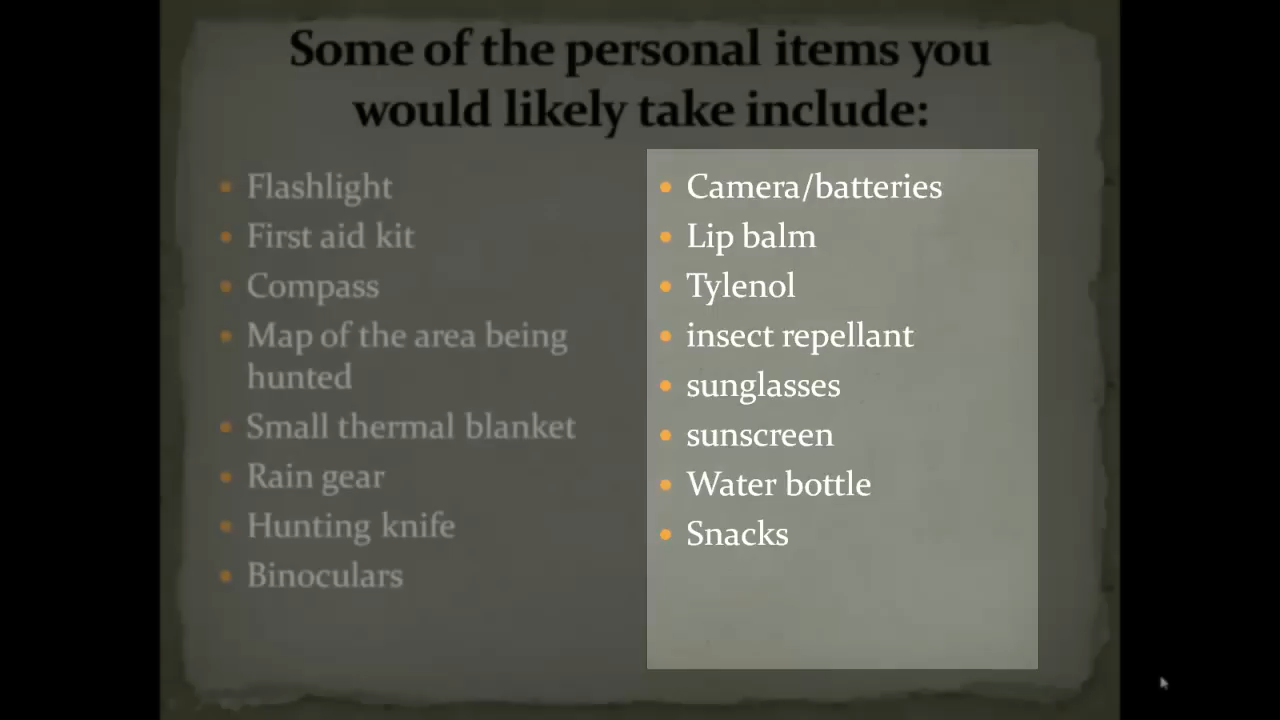 Some of the personal items you
would likely take include:
Flashlight
First aid kit
Compass
Map of the area being
hunted
Small thermal blanket
Rain gear
Hunting knife
Binoculars
Camera/batteries
Lip balm
Tylenol
insect repellant
sunglasses
sunscreen
Water bottle
Snacks